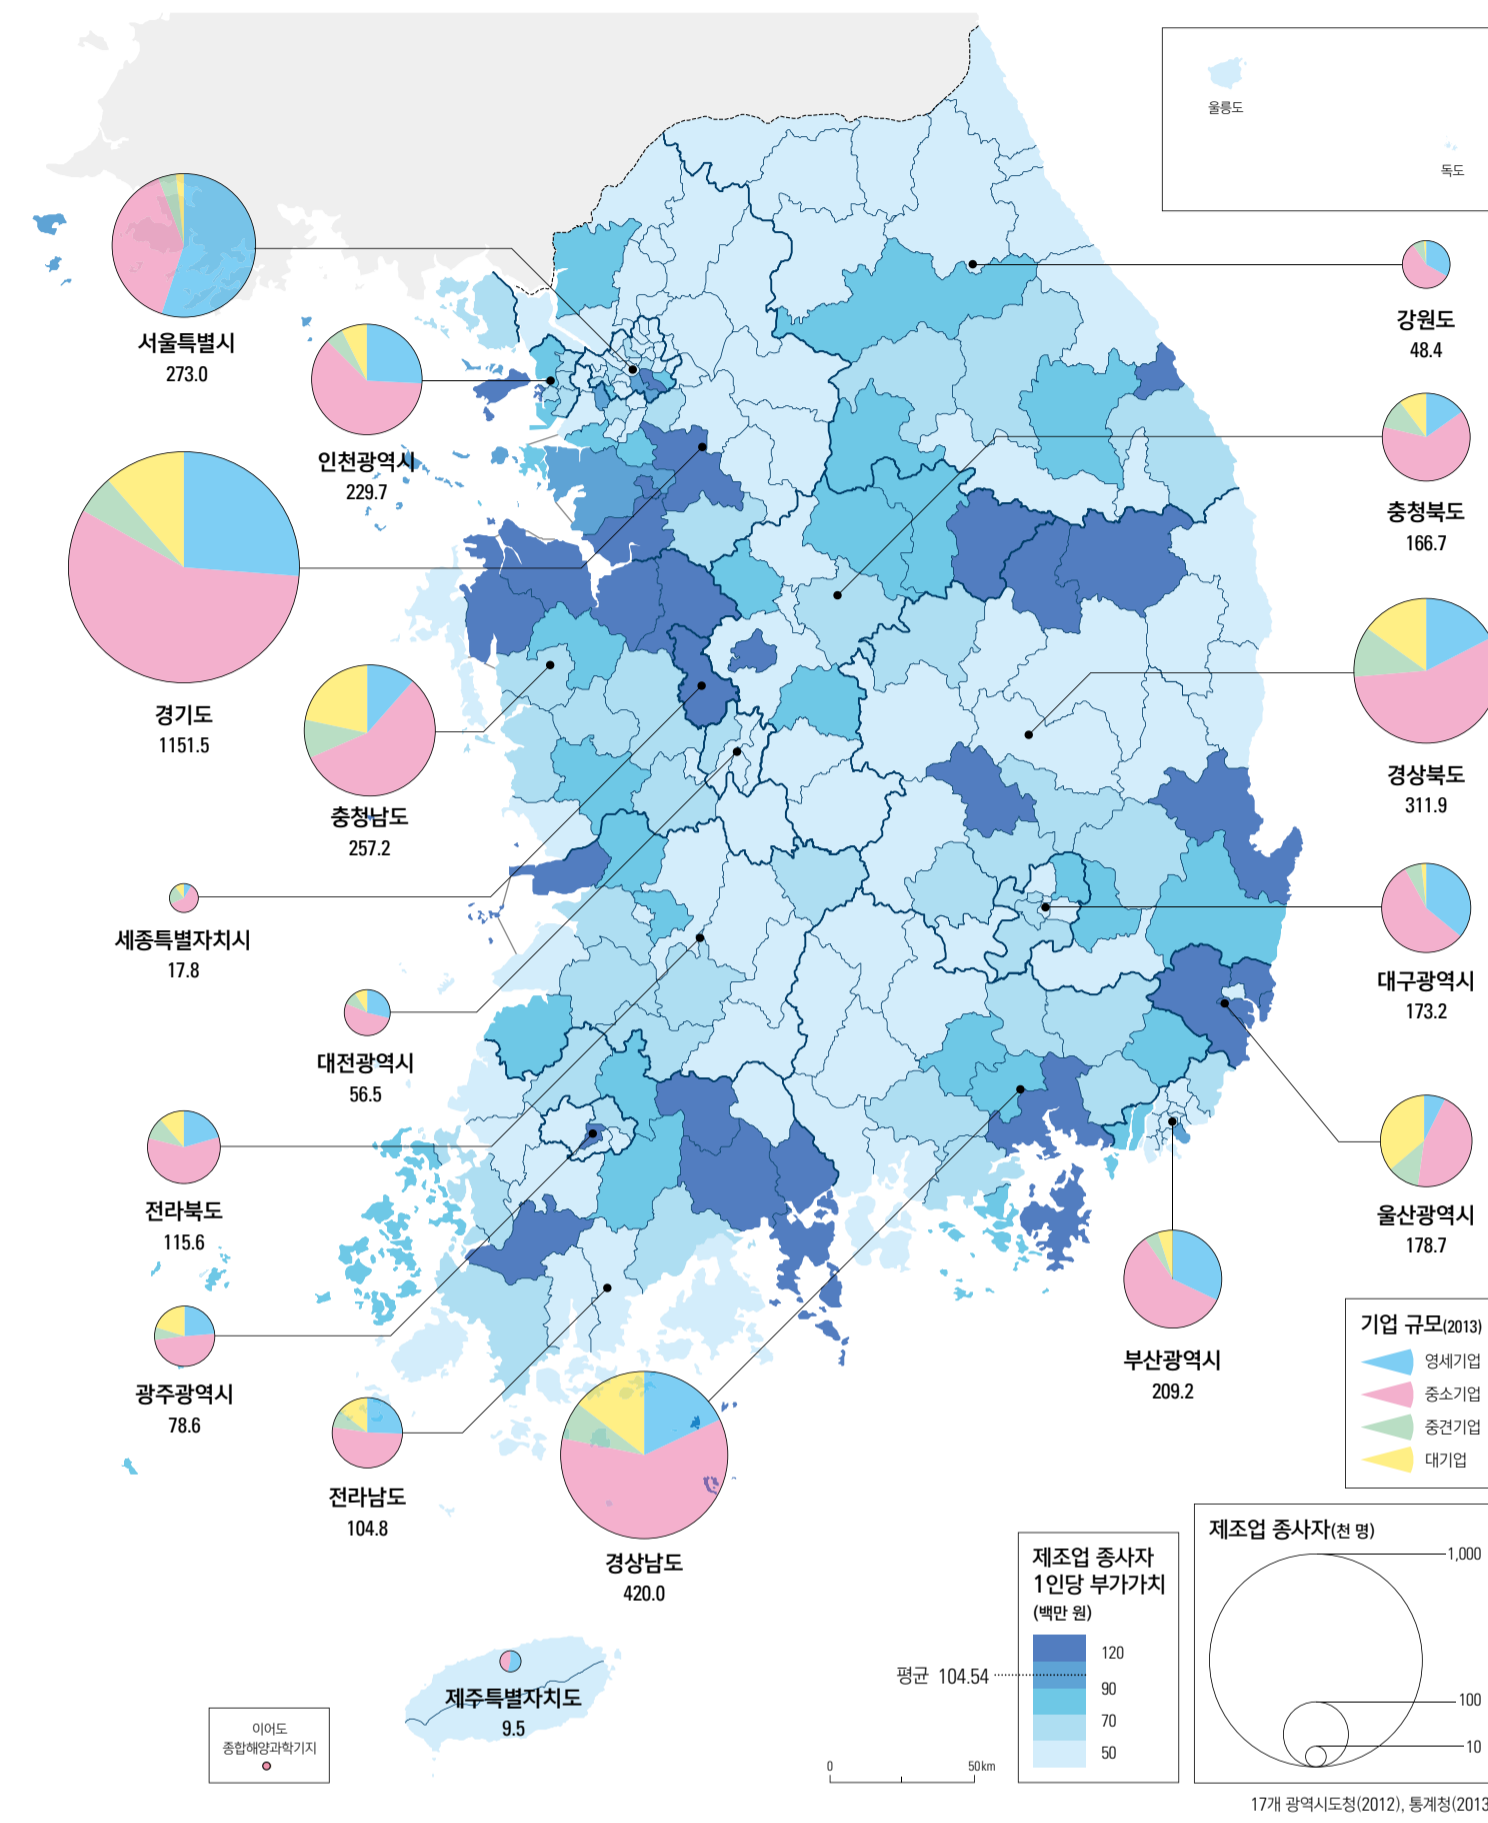 울릉도
독도
서울특별시
273.0
강원도
48.4
인천광역시
229.7
충청북도
166.7
경기도
1151.5
충청남도
257.2
경상북도
311.9
세종특별자치시
17.8
대구광역시
173.2
대전광역시
56.5
전라북도
115.6
울산광역시
178.7
광주광역시
78.6
부산광역시
209.2
전라남도
104.8
경상남도
420.0
제주특별자치도
9.5
이어도
종합해양과학기지
기업 규모(2013)
영세기업
중소기업
중견기업
대기업
제조업 종사자
1인당 부가가치
(백만 원)
120
평균 104.54
90
70
50
제조업 종사자(천 명)
1,000
100
10
0 50km
17개 광역시도청(2012), 통계청(2013